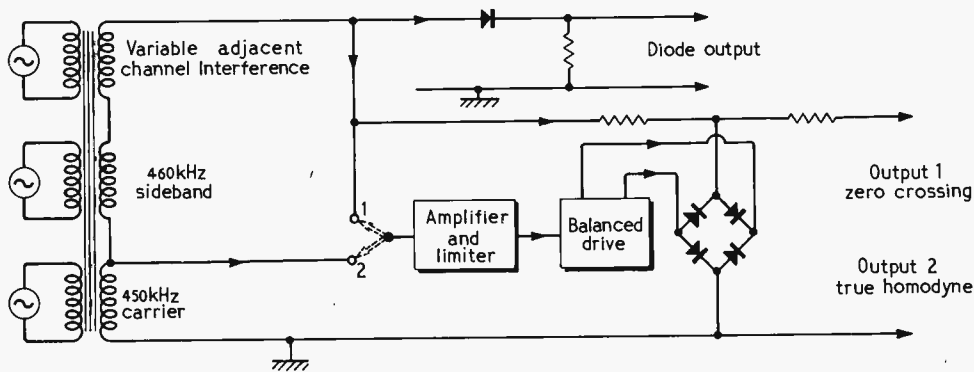 Variable adjacent
channel Interference
Diode output
460kHz
sideband
1
2
Amplifier
and
limiter
Balanced
drive
Output 1
zero crossing
450kHz
carrier
Output 2
true homodyne